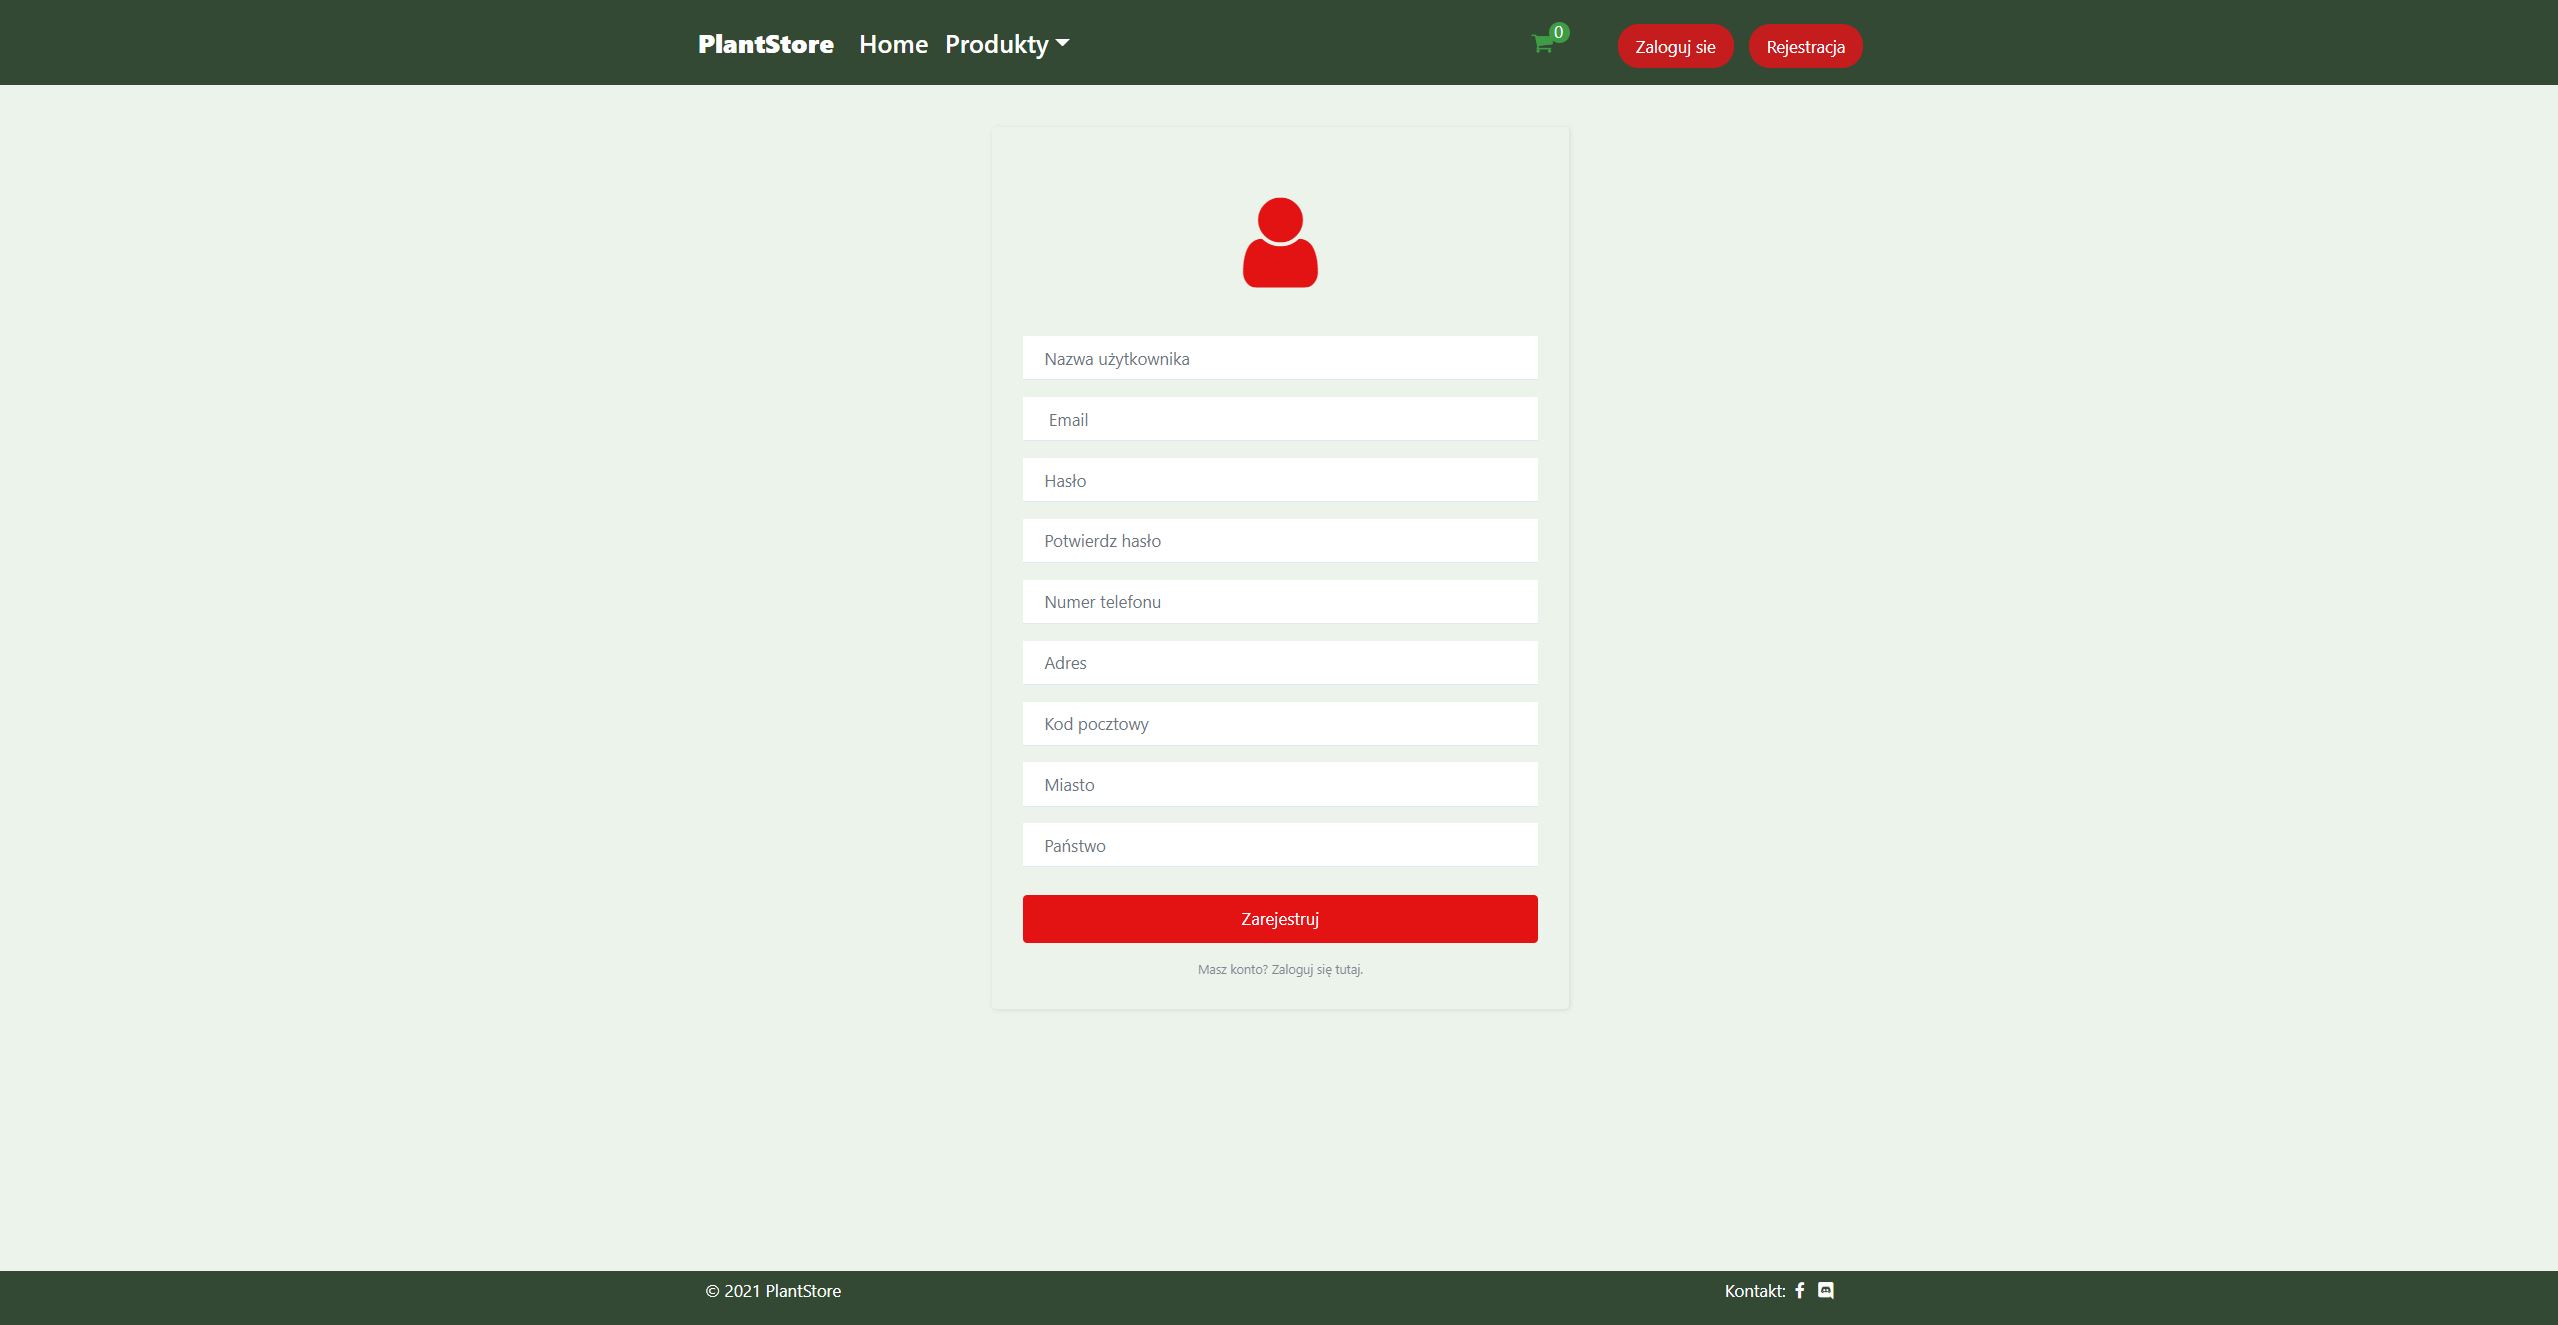 PlantStore Home Produkty 0 Zaloguj sie Rejestracja
Nazwa użytkownika
Email
Hasło
Potwierdz hasło
Numer telefonu
Adres
Kod pocztowy
Miasto
Państwo
Zarejestruj
Masz konto? Zaloguj się tutaj.
© 2021 PlantStore Kontakt: